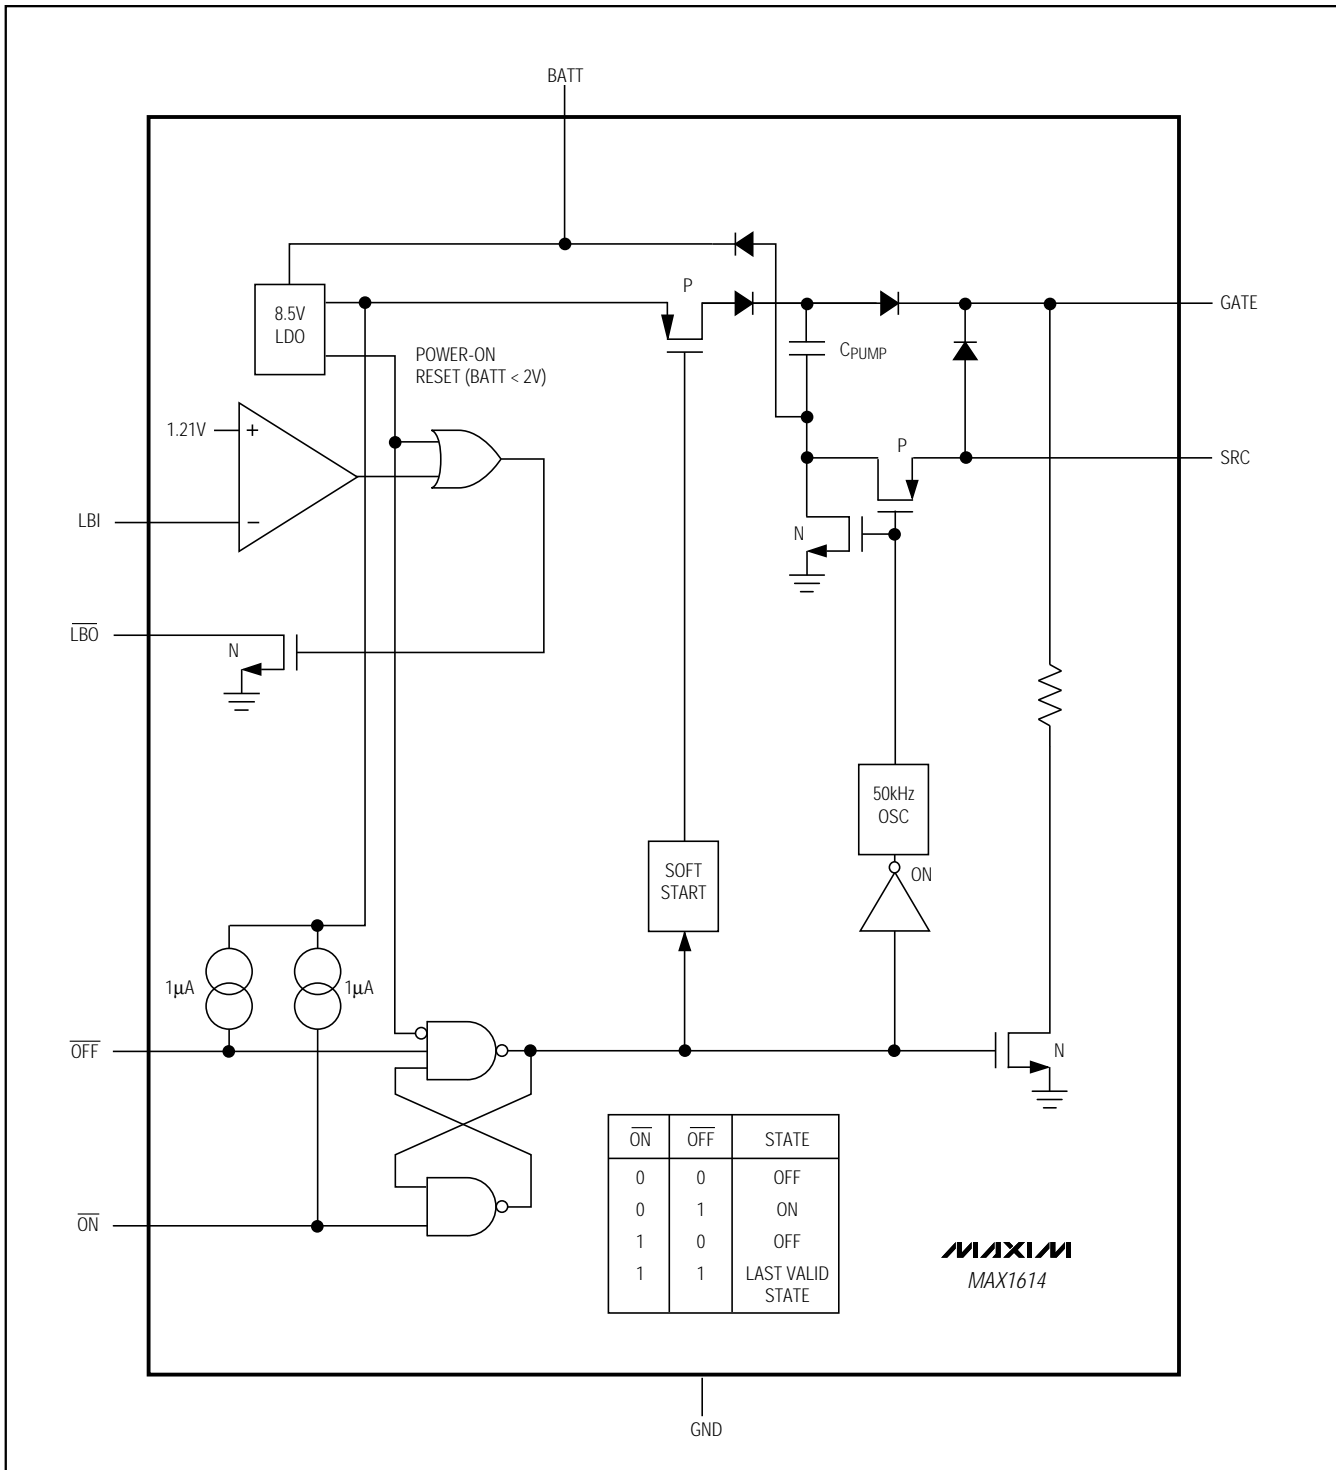 BATT
P
GATE
8.5V
LDO
C PUMP
POWER-ON
RESET (BATT < 2V)
1.21V
+
P
SRC
LBI
−
N
LBO
N
50kHz
OSC
SOFT
START
ON
1µA
1µA
OFF
N
ON OFF STATE
0 0 OFF
0 1 ON
1 0 OFF
1 1 LAST VALID
STATE
ON
MAXIM
MAX1614
GND